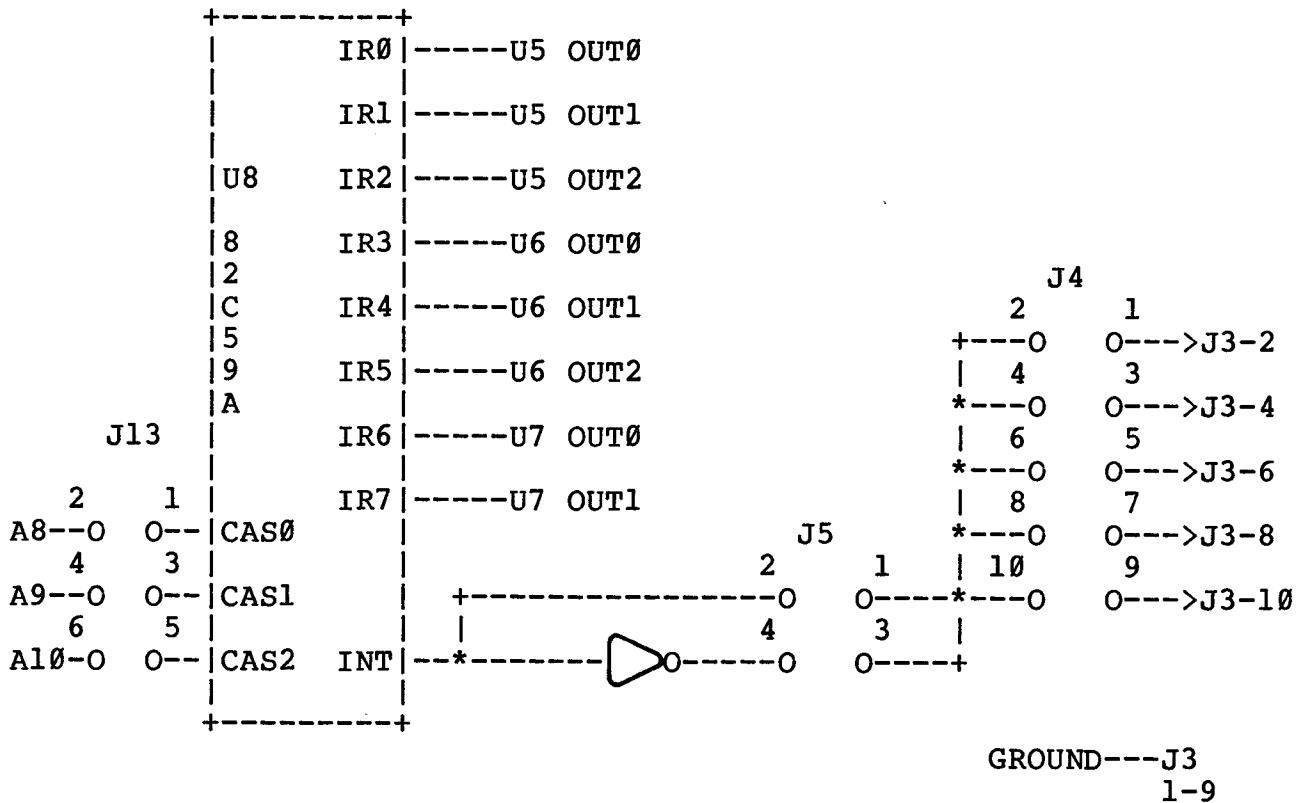 IRØ U5 OUTØ
IR1 U5 OUT1
U8 IR2 U5 OUT2
8 IR3 U6 OUTØ
2 J4
C IR4 U6 OUT1 2 1
5 J3-2
9 IR5 U6 OUT2 4 3
A J3-4
J13 IR6 U7 OUTØ 6 5
J3-6
2 1 IR7 U7 OUT1 8 7
A8 CASØ J5 J3-8
4 3 2 1 1Ø 9
A9 CAS1 J3-1Ø
6 5 4 3
A1Ø CAS2 INT
GROUND---J3
1-9